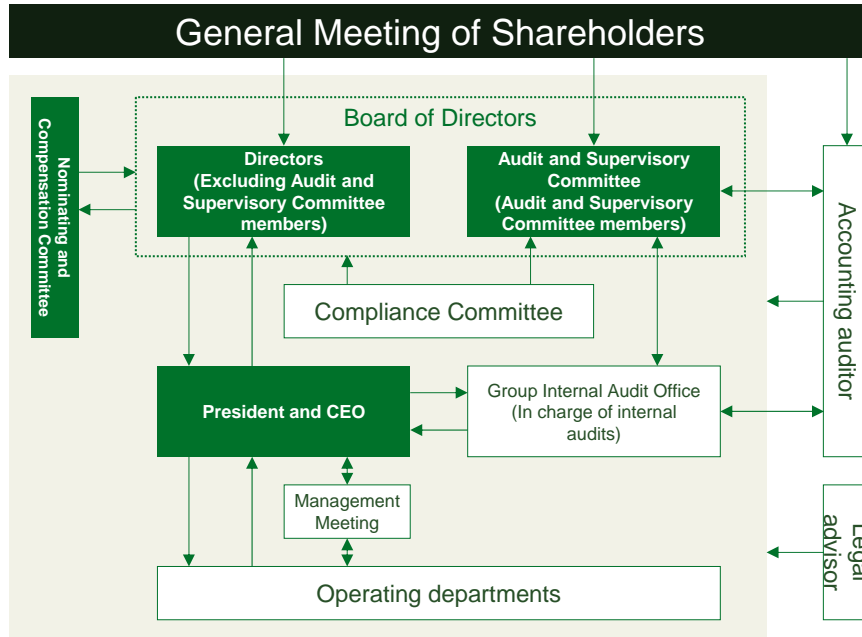 General Meeting of Shareholders
Board of Directors
Nominating and
Compensation Committee
Directors
(Excluding Audit and
Supervisory Committee
members)
Audit and Supervisory
Committee
(Audit and Supervisory
Committee members)
Accounting auditor
Compliance Committee
President and CEO
Group Internal Audit Office
(In charge of internal
audits)
Management
Meeting
Legal
advisor
Operating departments